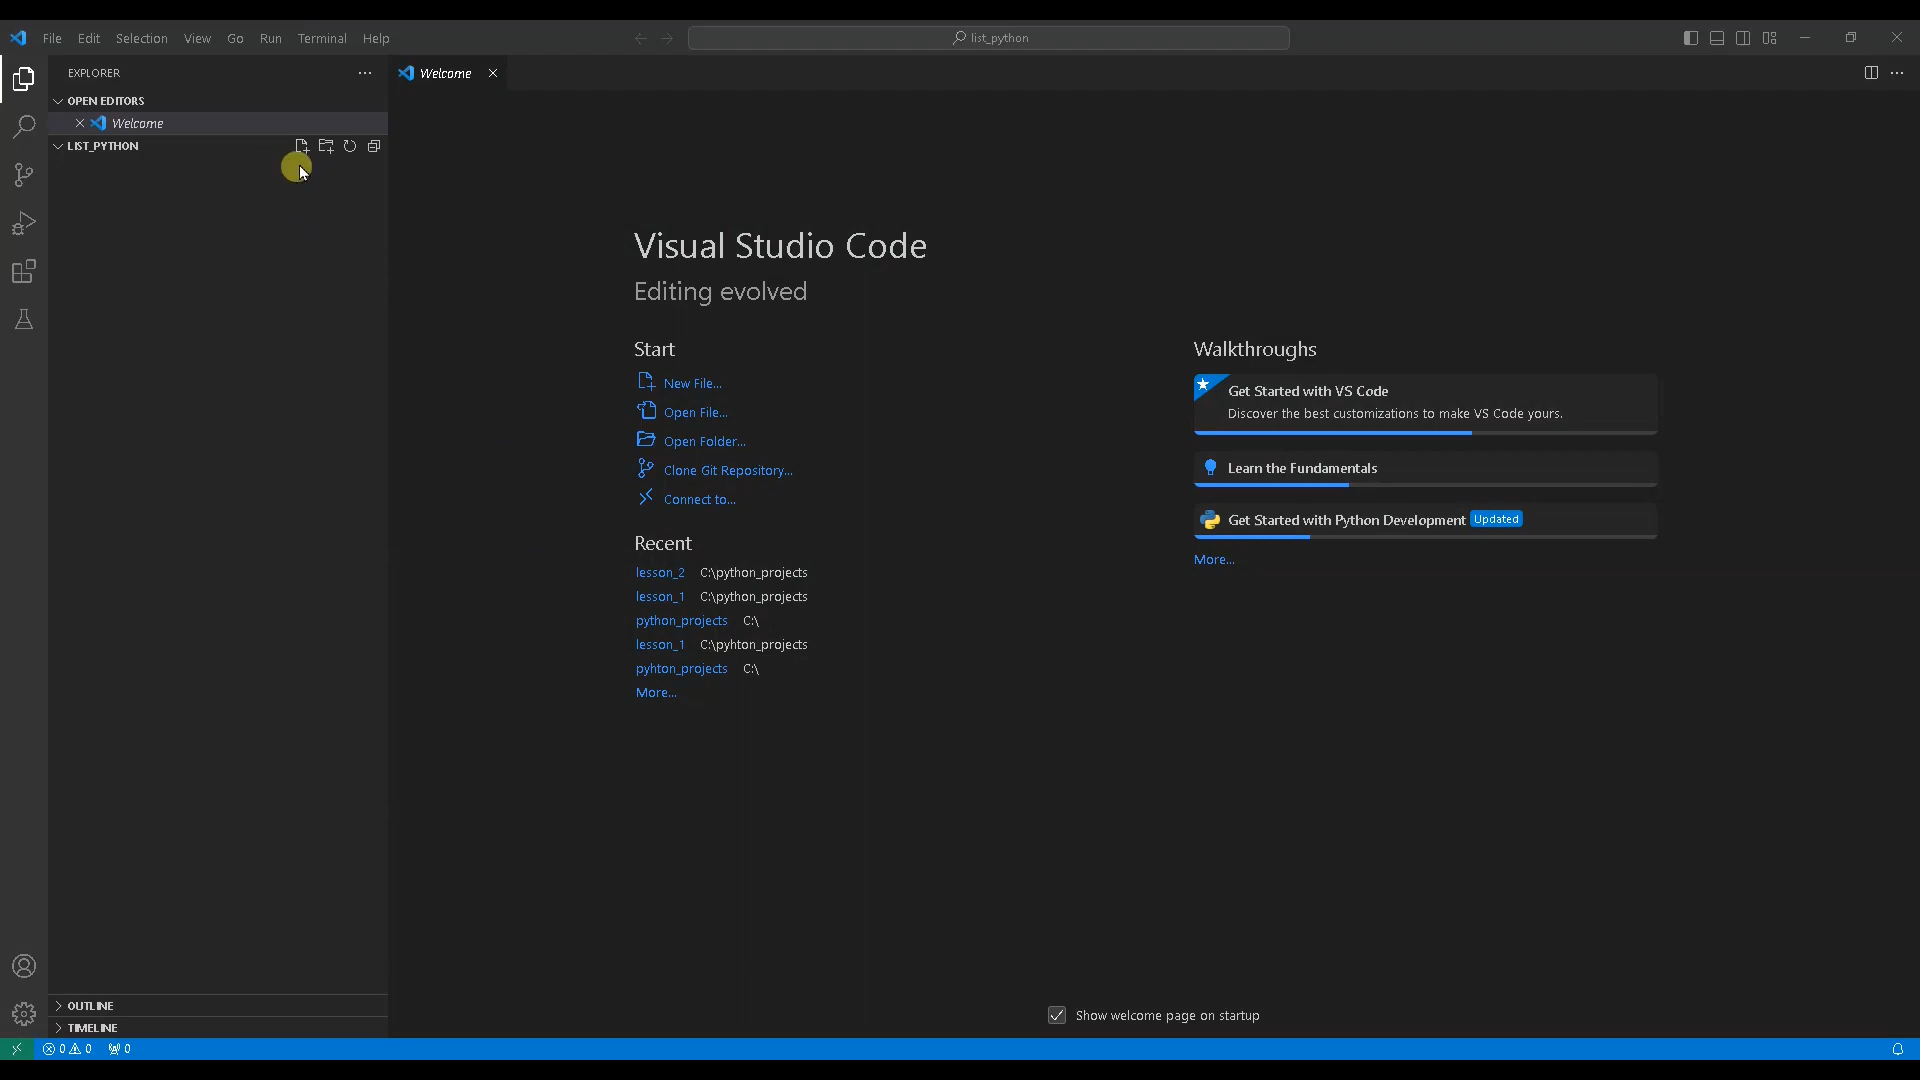 File Edit Selection View Go Run Terminal Help
list_python
EXPLORER
Welcome
OPEN EDITORS
Welcome
LIST_PYTHON
Visual Studio Code
Editing evolved
Start
New File...
Open File...
Open Folder...
Clone Git Repository...
Connect to...
Recent
lesson_2 C:\python_projects
lesson_1 C:\python_projects
python_projects C:\
lesson_1 C:\pyhton_projects
pyhton_projects C:\
More...
Walkthroughs
Get Started with VS Code
Discover the best customizations to make VS Code yours.
Learn the Fundamentals
Get Started with Python Development Updated
More...
Show welcome page on startup
OUTLINE
TIMELINE
0 0 0